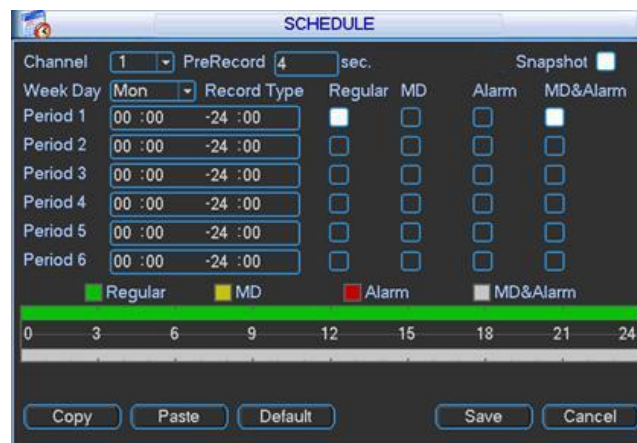 SCHEDULE
Channel 1 PreRecord 4 sec. Snapshot
Week Day Mon Record Type Regular MD Alarm MD&Alarm
Period 1 00 :00 -24 :00
Period 2 00 :00 -24 :00
Period 3 00 :00 -24 :00
Period 4 00 :00 -24 :00
Period 5 00 :00 -24 :00
Period 6 00 :00 -24 :00
Regular MD Alarm MD&Alarm
0 3 6 9 12 15 18 21 24
Copy Paste Default Save Cancel